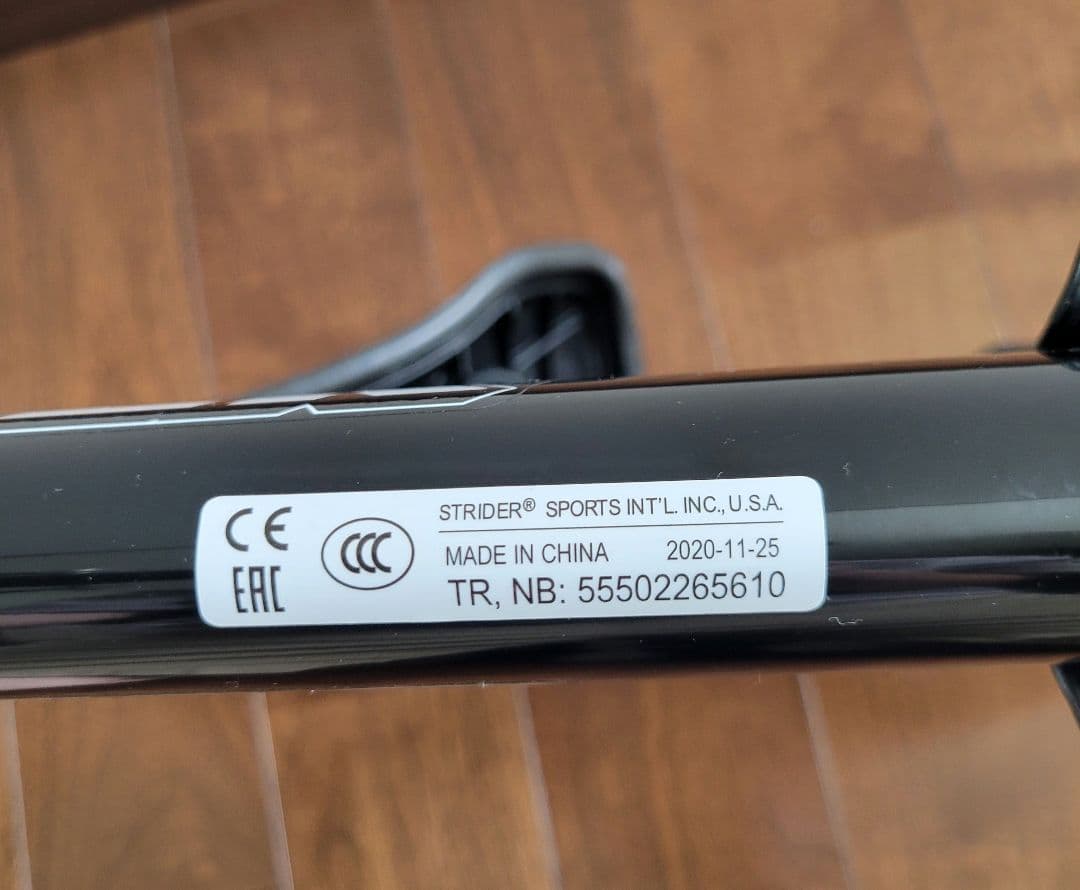 CE
EAC
CCC
STRIDER® SPORTS INT'L. INC., U.S.A.
MADE IN CHINA 2020-11-25
TR, NB: 55502265610